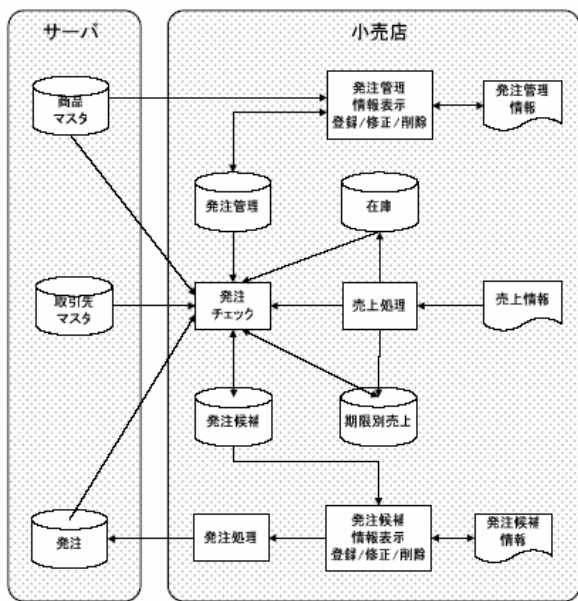 サーバ
小売店
商品
マスタ
発注管理
情報表示
登録/修正/削除
発注管理
情報
発注管理
在庫
取引先
マスタ
発注
チェック
売上処理
売上情報
発注候補
期限別売上
発注
発注処理
発注候補
情報表示
登録/修正/削除
発注候補
情報